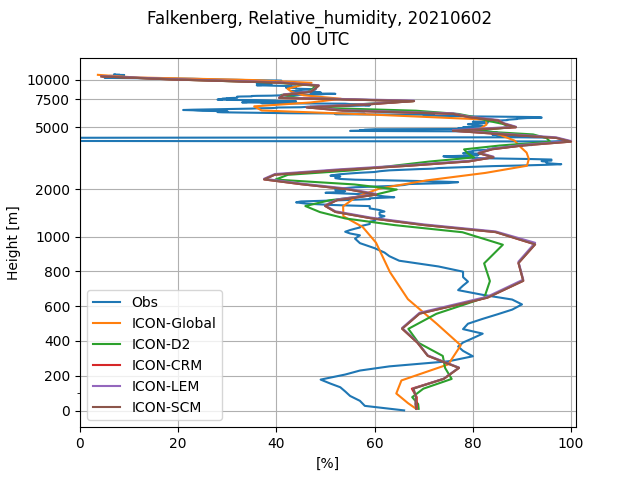 Falkenberg, Relative_humidity, 20210602
00 UTC
10000
7500
5000
2000
1000
800
600
400
200
0
Height [m]
Obs
ICON-Global
ICON-D2
ICON-CRM
ICON-LEM
ICON-SCM
0 20 40 60 80 100
[%]